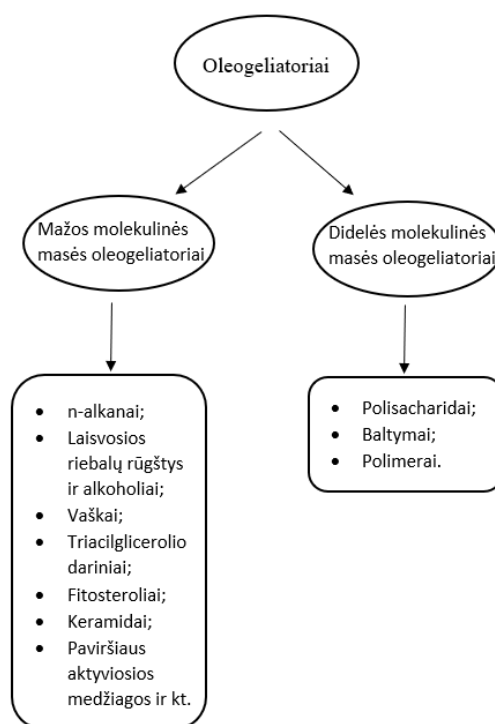 Oleogeliatoriai
Mažos molekulinės
masės oleogeliatoriai
Didelės molekulinės
masės oleogeliatoriai
• n-alkanai;
• Laisvosios
riebalų rūgštys
ir alkoholiai;
• Vaškai;
• Triacilglicerolio
dariniai;
• Fitosteroliai;
• Keramidai;
• Paviršiaus
aktyviosios
medžiagos ir kt.
• Polisacharidai;
• Baltymai;
• Polimerai.